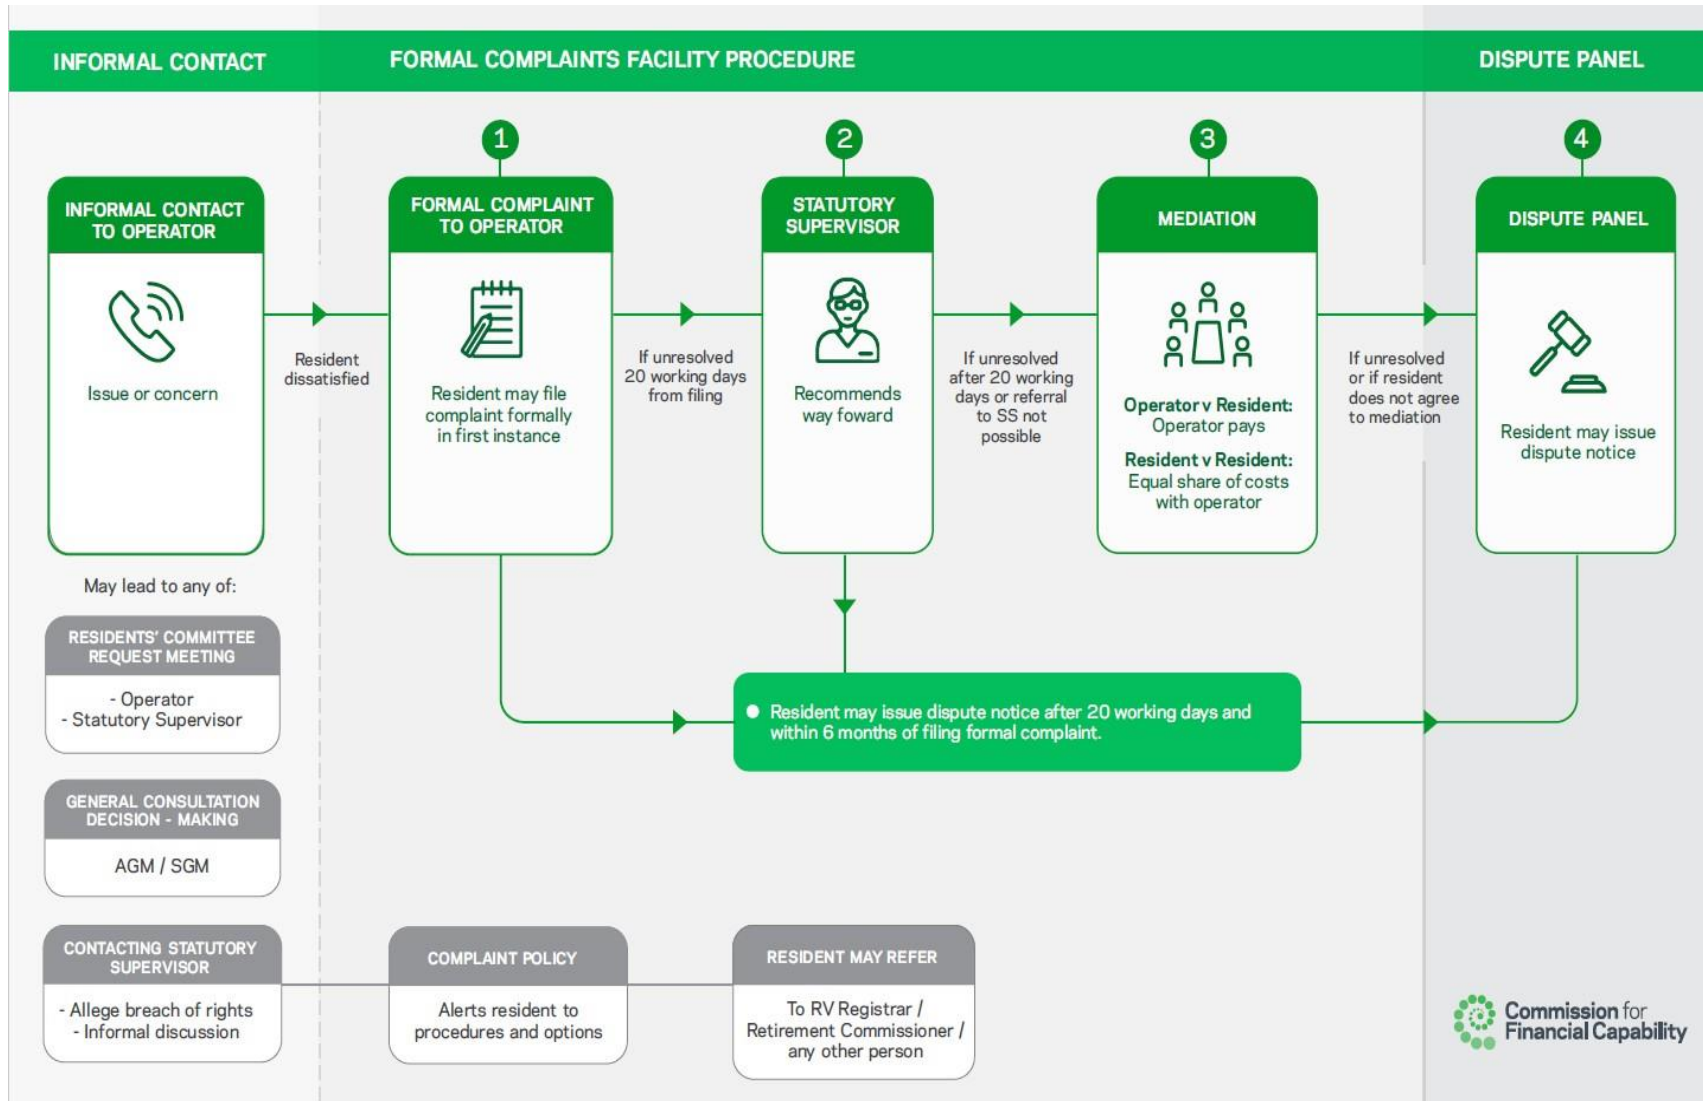 INFORMAL CONTACT
FORMAL COMPLAINTS FACILITY PROCEDURE
DISPUTE PANEL
1
2
3
4
INFORMAL CONTACT
TO OPERATOR
Issue or concern
Resident
dissatisfied
FORMAL COMPLAINT
TO OPERATOR
Resident may file
complaint formally
in first instance
If unresolved
20 working days
from filing
STATUTORY
SUPERVISOR
Recommends
way foward
If unresolved
after 20 working
days or referral
to SS not
possible
MEDIATION
Operator v Resident:
Operator pays
Resident v Resident:
Equal share of costs
with operator
If unresolved
or if resident
does not agree
to mediation
DISPUTE PANEL
Resident may issue
dispute notice
May lead to any of:
RESIDENTS' COMMITTEE
REQUEST MEETING
- Operator
- Statutory Supervisor
Resident may issue dispute notice after 20 working days and
within 6 months of filing formal complaint.
GENERAL CONSULTATION
DECISION - MAKING
AGM / SGM
CONTACTING STATUTORY
SUPERVISOR
- Allege breach of rights
- Informal discussion
COMPLAINT POLICY
Alerts resident to
procedures and options
RESIDENT MAY REFER
To RV Registrar /
Retirement Commissioner /
any other person
Commission for
Financial Capability